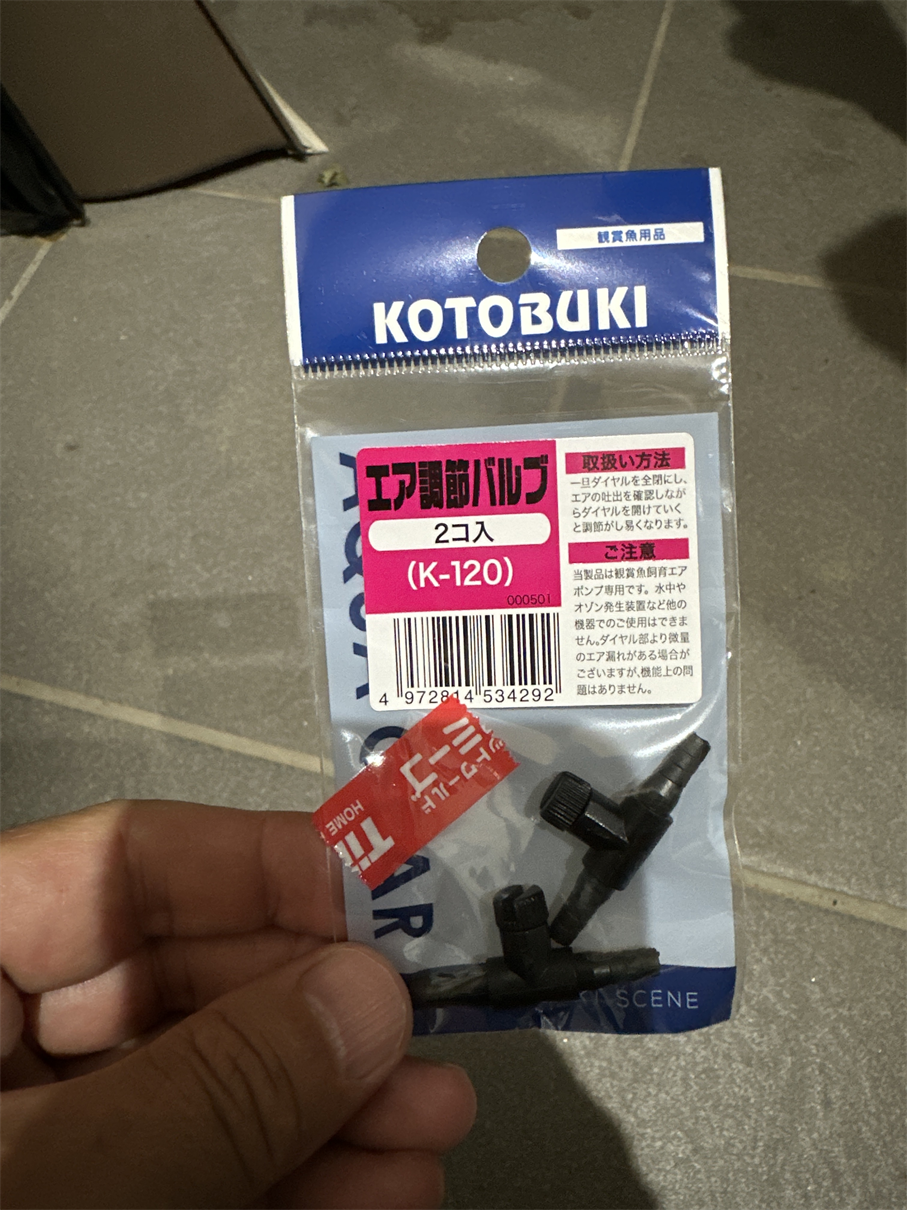 観賞魚用品
KOTOBUKI
エア調節バルブ
2コ入
(K-120)
000501
4 972814 534292
取扱い方法
一旦ダイヤルを全閉にし、
エアの吐出を確認しなが
らダイヤルを開けていく
と調節がし易くなります。
ご注意
当製品は観賞魚飼育エア
ポンプ専用です。水中や
オゾン発生装置など他の
機器でのご使用はできま
せん。ダイヤル部より微量
のエア漏れがある場合が
ございますが、機能上の問
題はありません。
AQUA
HOME
SCENE